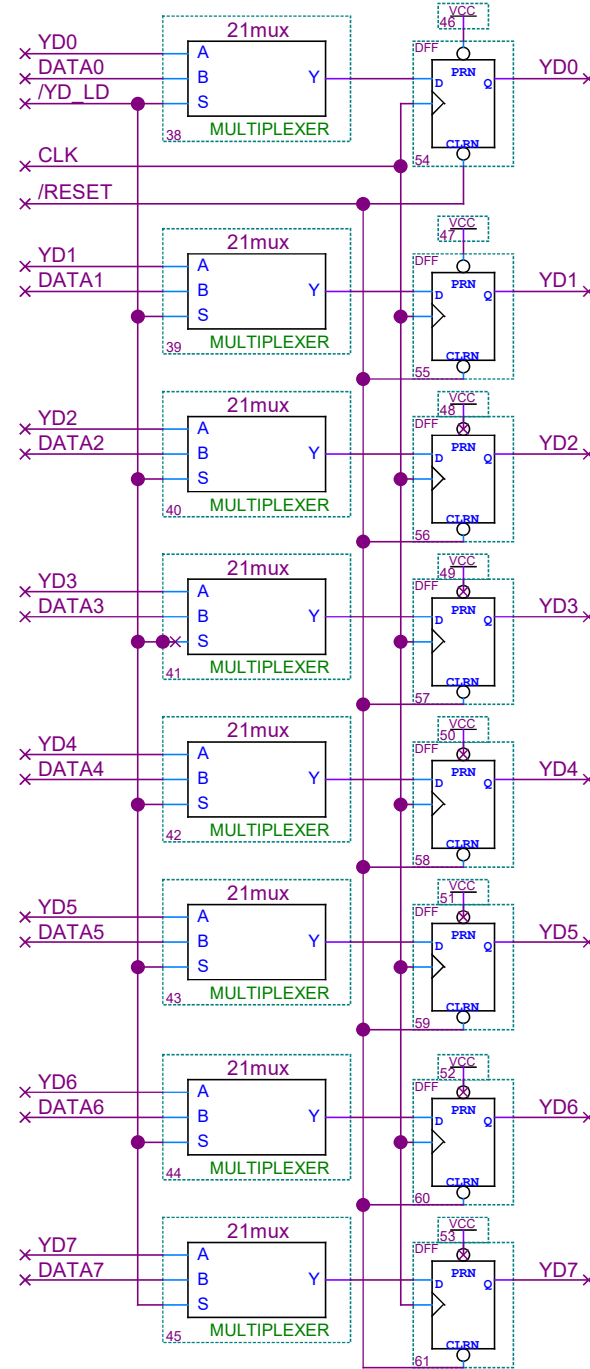 21mux VCC 46
YD0 A DFF PRN YD0
DATA0 B Y D Q
/YD_LD S
38 MULTIPLEXER CLRN
CLK 54
/RESET
21mux VCC 47
YD1 A DFF PRN YD1
DATA1 B Y D Q
S
39 MULTIPLEXER CLRN
55
21mux VCC 48
YD2 A DFF PRN YD2
DATA2 B Y D Q
S
40 MULTIPLEXER CLRN
56
21mux VCC 49
YD3 A DFF PRN YD3
DATA3 B Y D Q
S
41 MULTIPLEXER CLRN
57
21mux VCC 50
YD4 A DFF PRN YD4
DATA4 B Y D Q
S
42 MULTIPLEXER CLRN
58
21mux VCC 51
YD5 A DFF PRN YD5
DATA5 B Y D Q
S
43 MULTIPLEXER CLRN
59
21mux VCC 52
YD6 A DFF PRN YD6
DATA6 B Y D Q
S
44 MULTIPLEXER CLRN
60
21mux VCC 53
YD7 A DFF PRN YD7
DATA7 B Y D Q
S
45 MULTIPLEXER CLRN
61